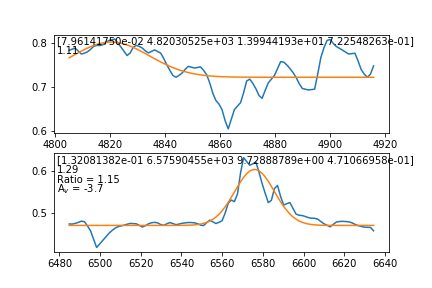 [7.96141750e-02 4.82030525e+03 1.39944193e+01 7.22548263e-01]
1.11
0.8
0.7
0.6
4800 4820 4840 4860 4880 4900 4920
[1.32081382e-01 6.57590455e+03 9.72888789e+00 4.71066958e-01]
1.29
Ratio = 1.15
Av = -3.7
0.6
0.5
6480 6500 6520 6540 6560 6580 6600 6620 6640